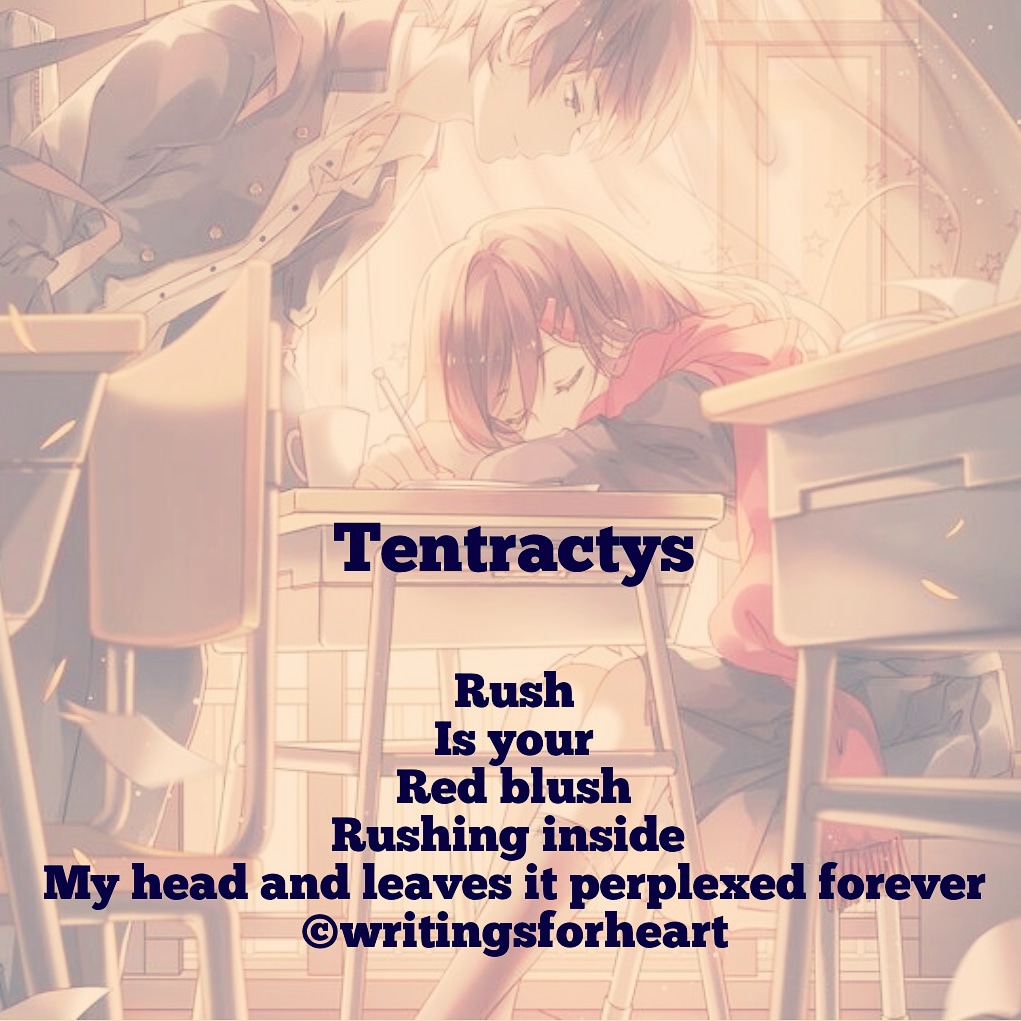 Tentractys
Rush
Is your
Red blush
Rushing inside
My head and leaves it perplexed forever
©writingsforheart